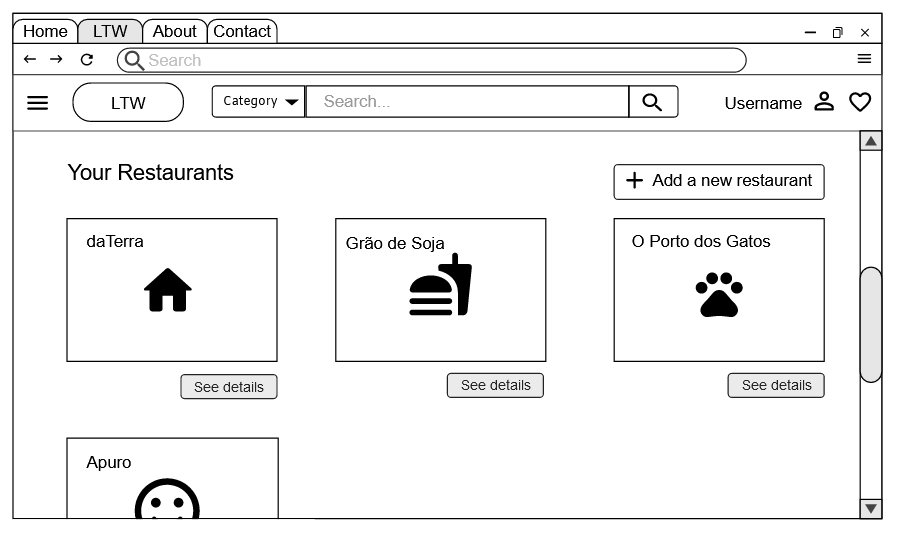 Home LTW About Contact
Search
LTW Category Search... Username
Your Restaurants
Add a new restaurant
daTerra
Grão de Soja
O Porto dos Gatos
See details
See details
See details
Apuro